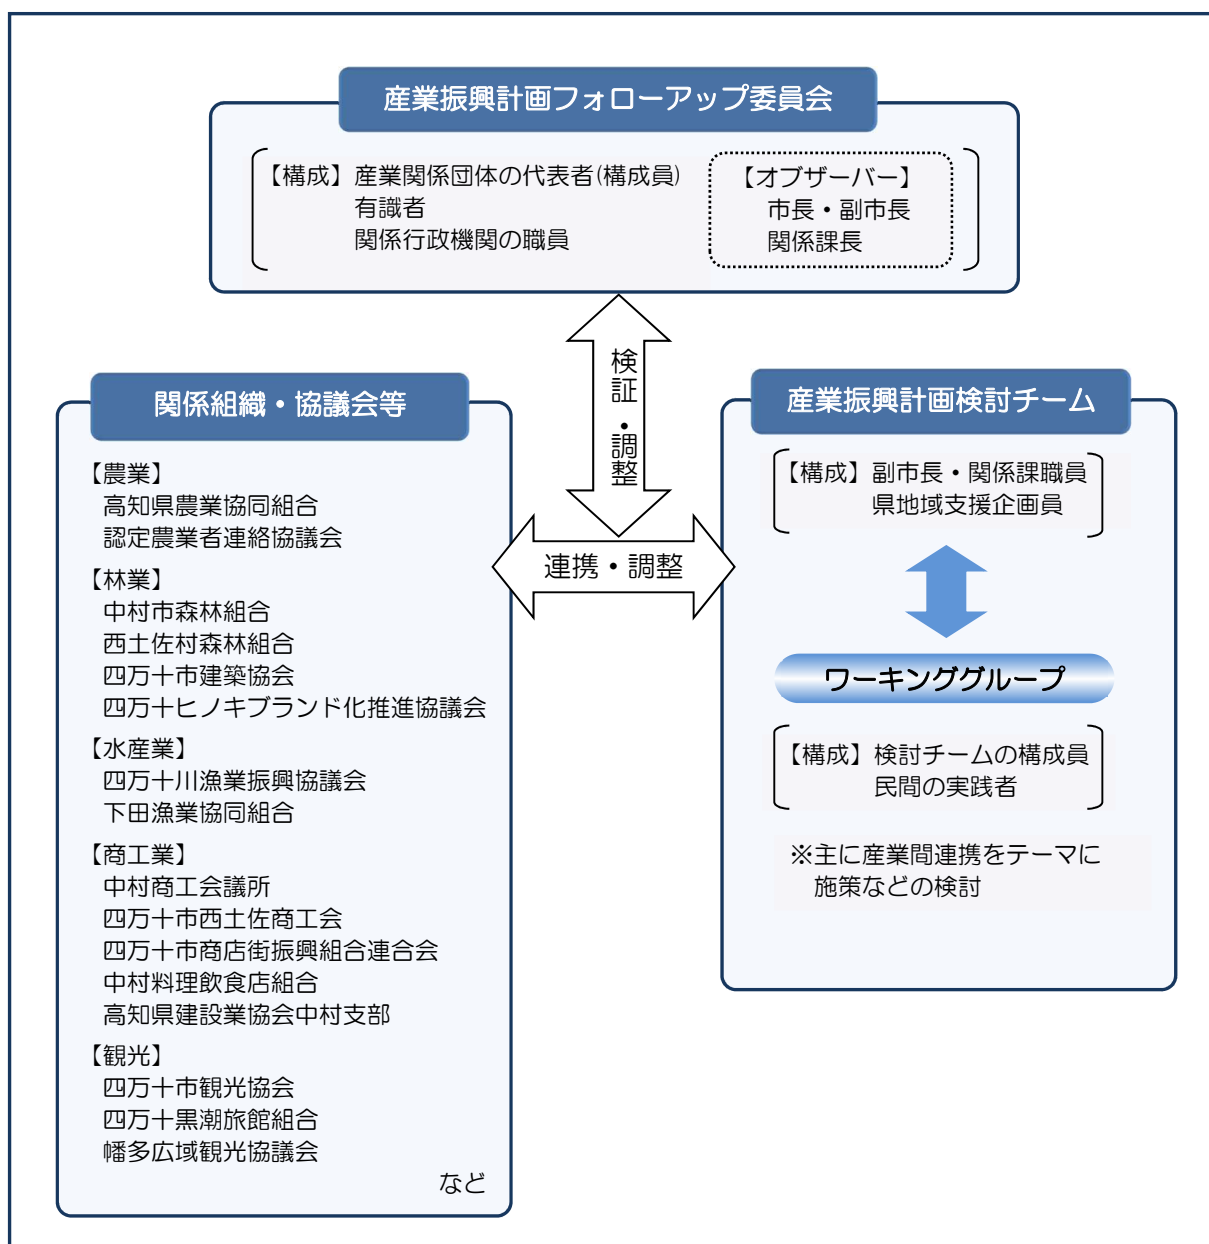 産業振興計画フォローアップ委員会
【構成】産業関係団体の代表者(構成員)
有識者
関係行政機関の職員
【オブザーバー】
市長・副市長
関係課長
検証・調整
関係組織・協議会等
【農業】
高知県農業協同組合
認定農業者連絡協議会
【林業】
中村市森林組合
西土佐村森林組合
四万十市建築協会
四万十ヒノキブランド化推進協議会
【水産業】
四万十川漁業振興協議会
下田漁業協同組合
【商工業】
中村商工会議所
四万十市西土佐商工会
四万十市商店街振興組合連合会
中村料理飲食店組合
高知県建設業協会中村支部
【観光】
四万十市観光協会
四万十黒潮旅館組合
幡多広域観光協議会
など
連携・調整
産業振興計画検討チーム
【構成】副市長・関係課職員
県地域支援企画員
ワーキンググループ
【構成】検討チームの構成員
民間の実践者
※主に産業間連携をテーマに
施策などの検討